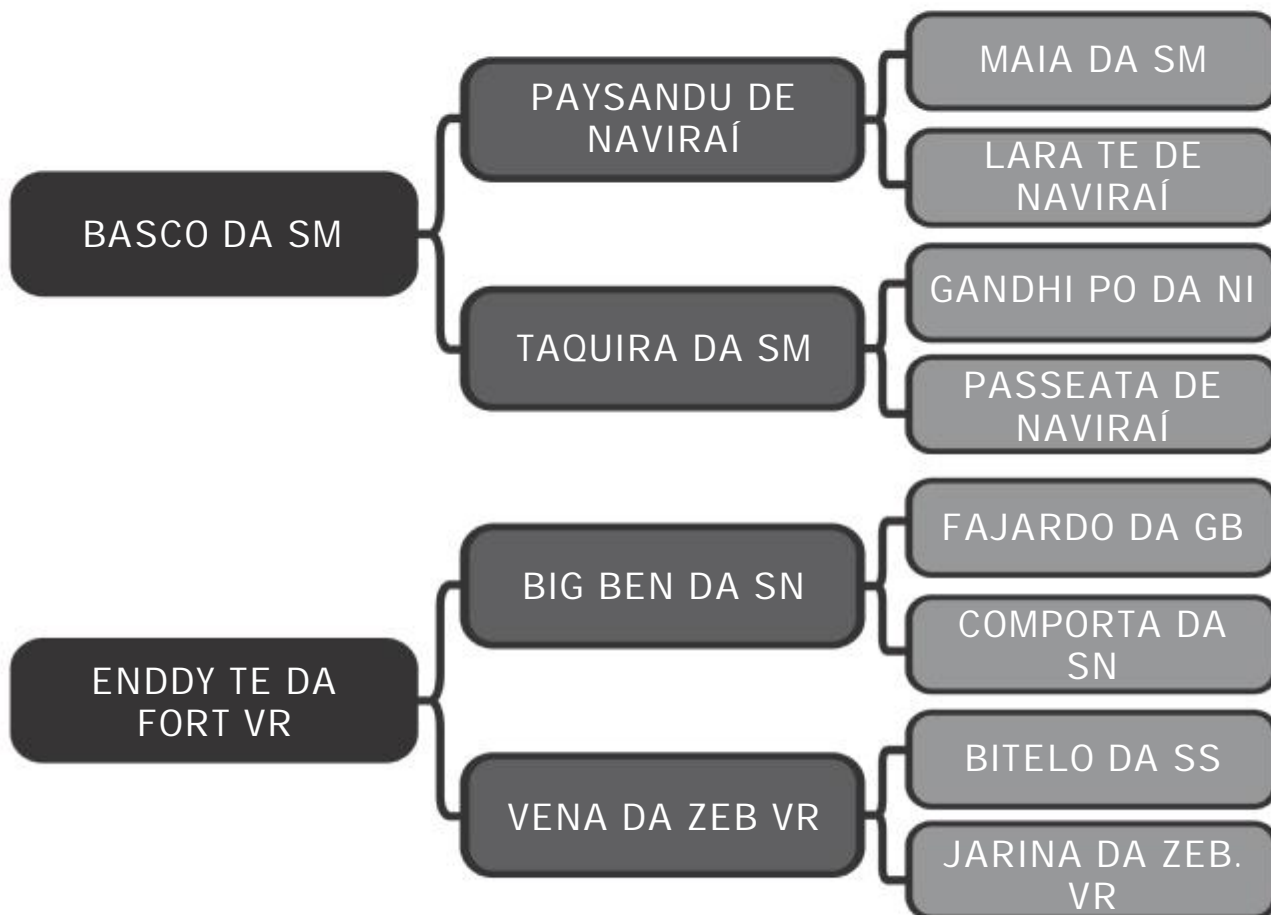 BASCO DA SM
PAYSANDU DE
NAVIRAÍ
MAIA DA SM
LARA TE DE
NAVIRAÍ
TAQUIRA DA SM
GANDHI PO DA NI
PASSEATA DE
NAVIRAÍ
ENDDY TE DA
FORT VR
BIG BEN DA SN
FAJARDO DA GB
COMPORTA DA
SN
VENA DA ZEB VR
BITELO DA SS
JARINA DA ZEB.
VR